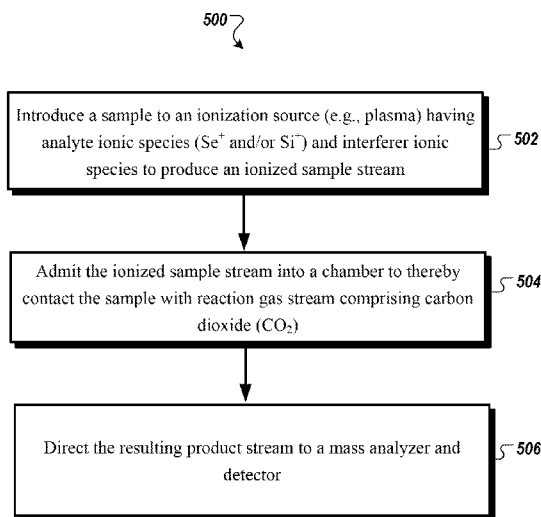 500
Introduce a sample to an ionization source (e.g., plasma) having
analyte ionic species (Se⁺ and/or Si⁺) and interferer ionic
species to produce an ionized sample stream
502
Admit the ionized sample stream into a chamber to thereby
contact the sample with reaction gas stream comprising carbon
dioxide (CO₂)
504
Direct the resulting product stream to a mass analyzer and
detector
506